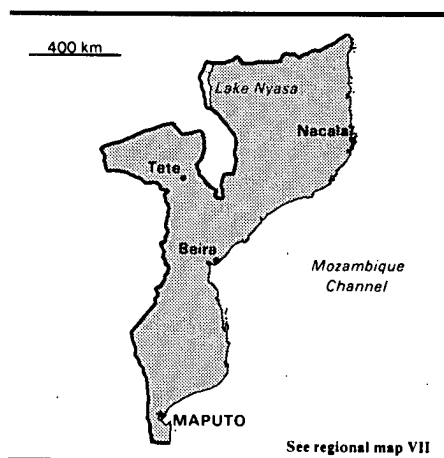 400 km
Lake Nyasa
Nacala
Tete
Beira
Mozambique
Channel
MAPUTO
See regional map VII